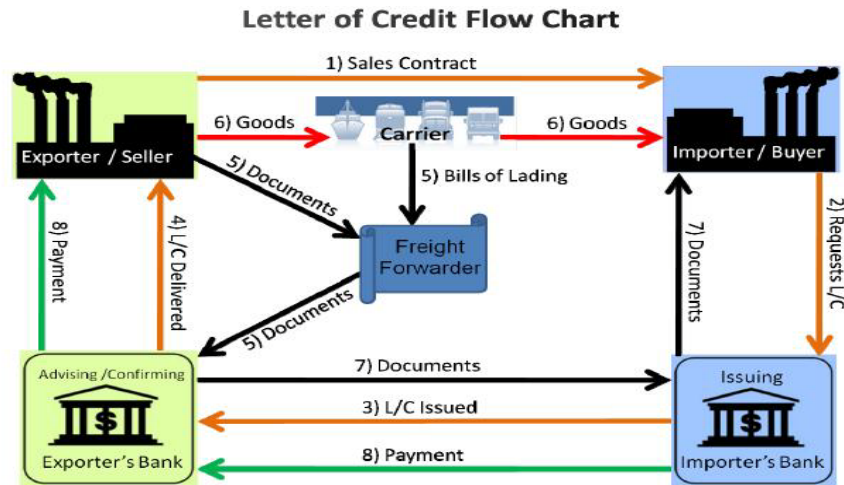 Letter of Credit Flow Chart
1) Sales Contract
6) Goods
Carrier
6) Goods
Exporter / Seller
Importer / Buyer
5) Documents
5) Bills of Lading
8) Payment
4) L/C Delivered
Freight
Forwarder
7) Documents
2) Requests L/C
5) Documents
Advising /Confirming
$
Exporter's Bank
7) Documents
3) L/C Issued
8) Payment
Issuing
$
Importer's Bank